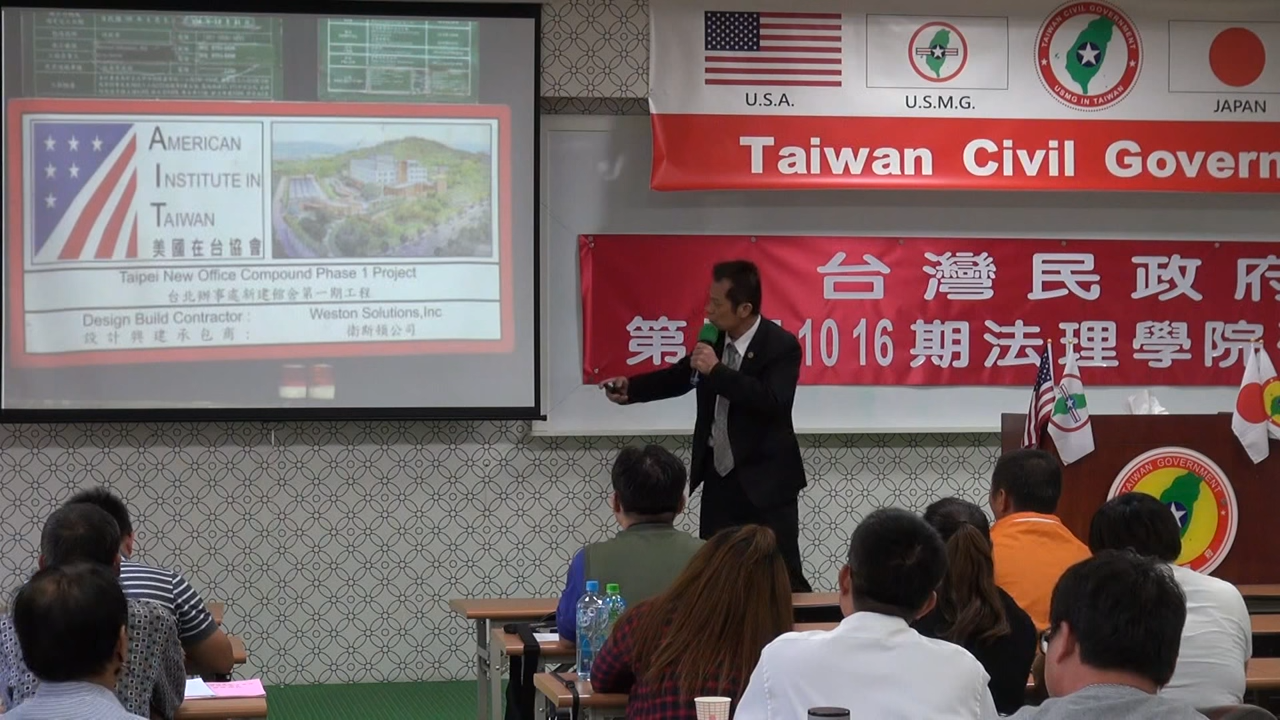 AMERICAN
INSTITUTE IN
TAIWAN
美國在台協會
Taipei New Office Compound Phase 1 Project
台北辦事處新建館舍第一期工程
Design Build Contractor : Weston Solutions,Inc
設計興建承包商 : 衛斯頓公司
U.S.A.
U.S.M.G.
TAIWAN CIVIL GOVERNMENT
USMG IN TAIWAN
JAPAN
Taiwan Civil Govern
台灣民政府
第 10 16 期法理學院
TAIWAN GOVERNMENT